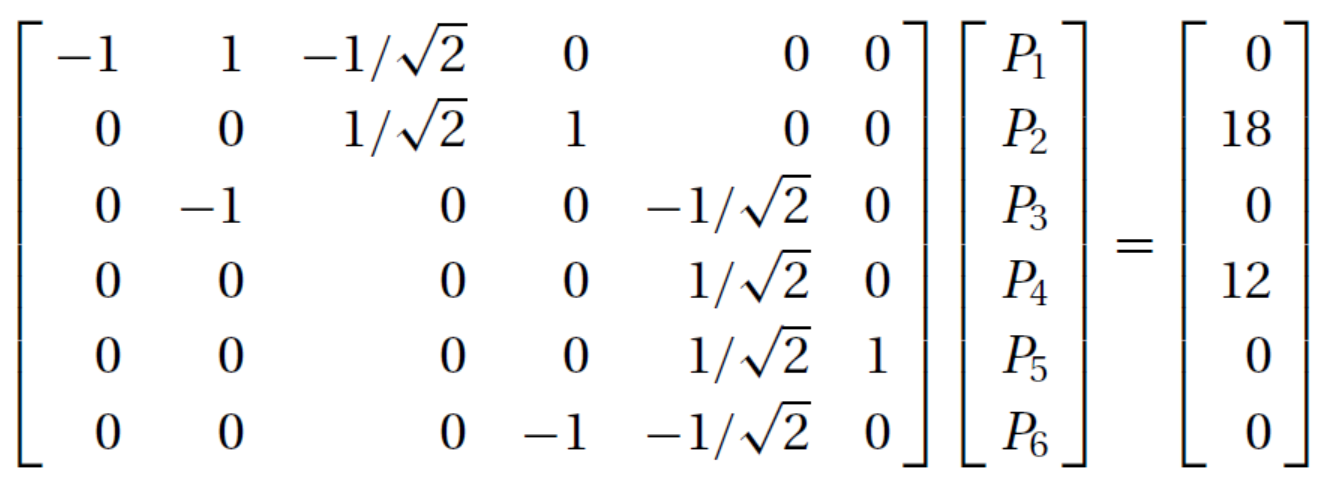 −1 1 −1/√2 0 0 0 P₁ 0
0 0 1/√2 1 0 0 P₂ 18
0 −1 0 0 −1/√2 0 P₃ 0
=
0 0 0 0 1/√2 0 P₄ 12
0 0 0 0 1/√2 1 P₅ 0
0 0 0 −1 −1/√2 0 P₆ 0